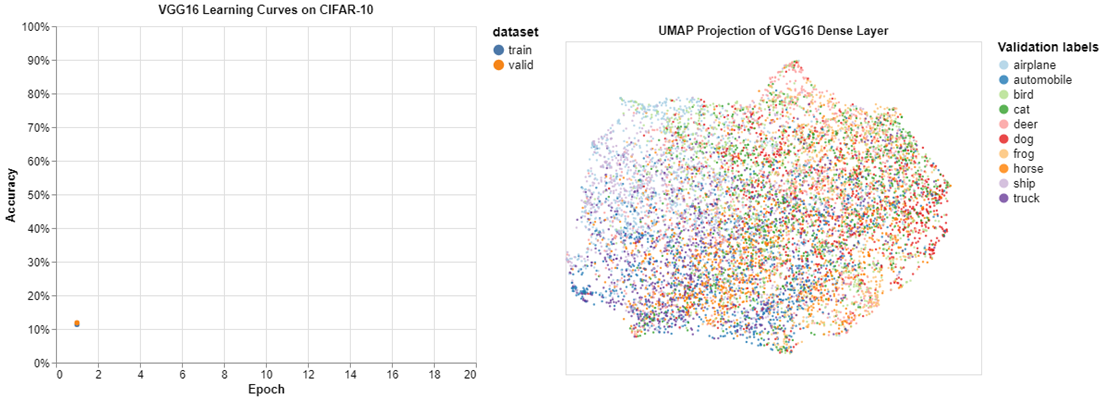 VGG16 Learning Curves on CIFAR-10
100%
90%
80%
70%
60%
50%
40%
30%
20%
10%
0%
Accuracy
0 2 4 6 8 10 12 14 16 18 20
Epoch
dataset
train
valid
UMAP Projection of VGG16 Dense Layer
Validation labels
airplane
automobile
bird
cat
deer
dog
frog
horse
ship
truck